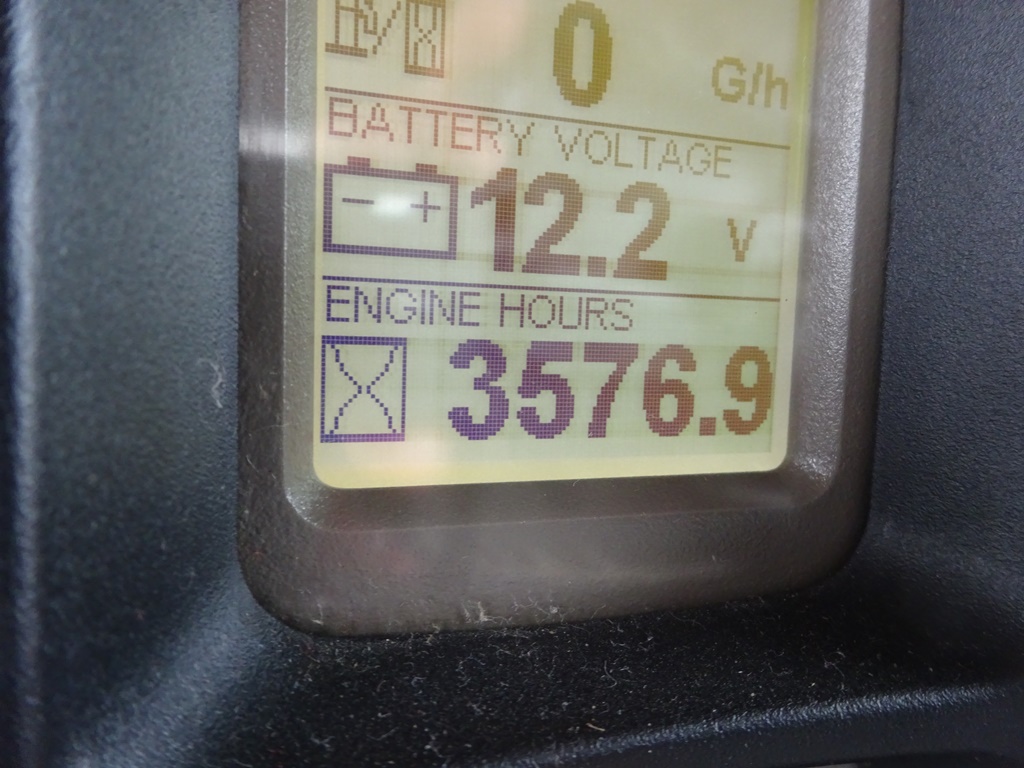 0 G/h
BATTERY VOLTAGE
- + 12.2 V
ENGINE HOURS
3576.9